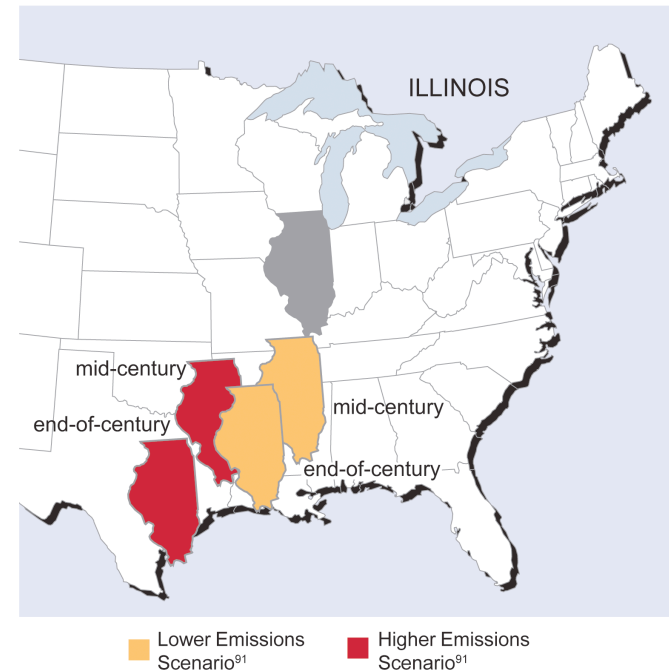 ILLINOIS
mid-century
end-of-century
mid-century
end-of-century
Lower Emissions
Scenario91
Higher Emissions
Scenario91